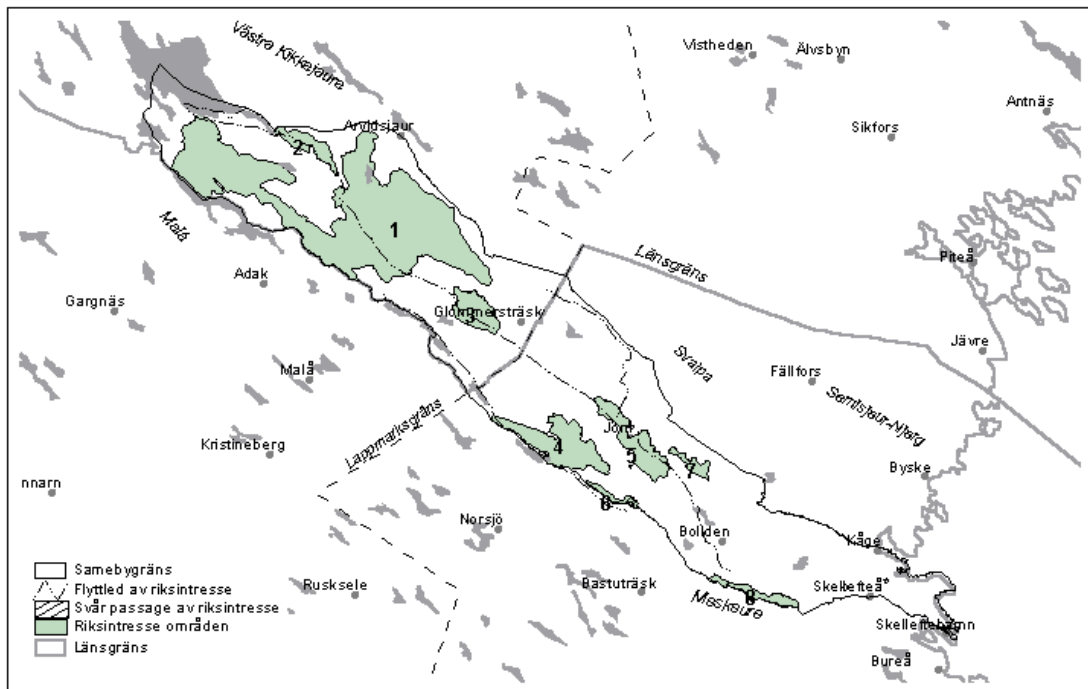 Västra Kikkejaure
Vistheden
Älvsbyn
Antnäs
Arvidsjaur
Sikfors
2
1
Malå
Länsgräns
Piteå
Adak
Gargnäs
3
Glommersträsk
Jävre
Svaipa
Malå
Fällfors
Lappmarksgräns
Semisjaur-Njarg
Jörn
Kristineberg
4
5
7
Byske
nnarn
6
Norsjö
Boliden
Kåge
Samebygräns
Flyttled av riksintresse
Svår passage av riksintresse
Riksintresse områden
Länsgräns
Rusksele
Bastuträsk
8
Maskaure
Skellefteå
Skelleftehamn
Bureå